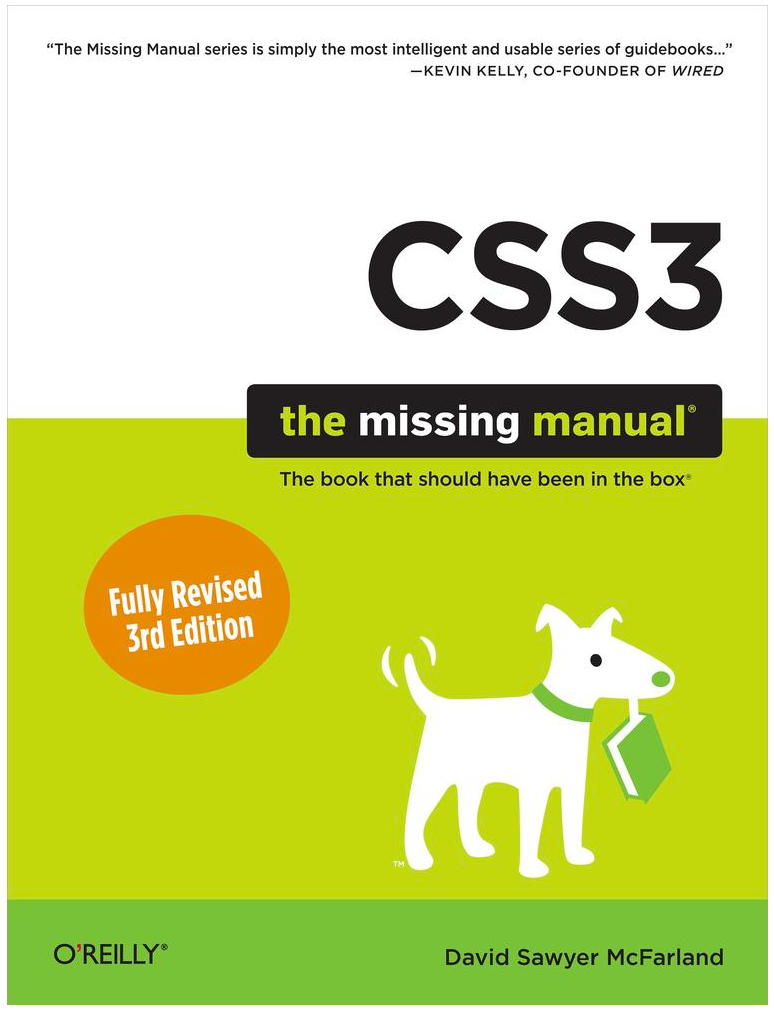 “The Missing Manual series is simply the most intelligent and usable series of guidebooks...”
—KEVIN KELLY, CO-FOUNDER OF WIRED
CSS3
the missing manual®
The book that should have been in the box®
Fully Revised
3rd Edition
TM
O’REILLY®
David Sawyer McFarland